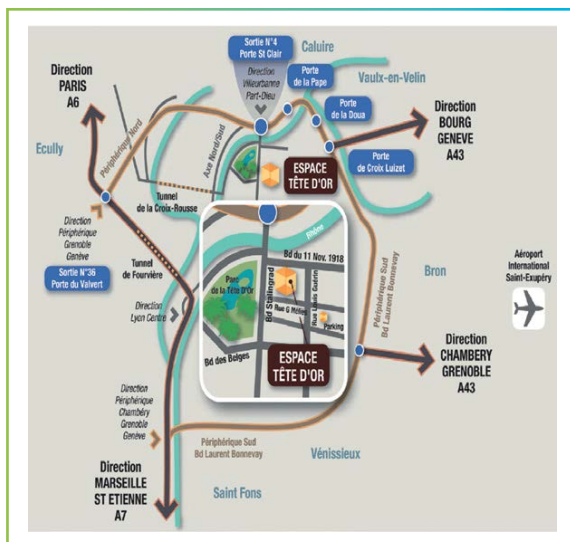 Sortie N°4
Porte St Clair
Caluire
Direction
Villeurbanne
Part-Dieu
Porte
de la Pape
Vaulx-en-Velin
Direction
PARIS
A6
Porte
de la Doua
Direction
BOURG
GENEVE
A43
Ecully
Périphérique Nord
Axe Nord/Sud
Porte
de Croix Luizet
ESPACE
TÊTE D'OR
Tunnel
de la Croix-Rousse
Direction
Périphérique
Grenoble
Genève
Tunnel
de Fourvière
Sortie N°36
Porte du Valvert
Rhône
Bd du 11 Nov. 1918
Parc
de la Tête D'Or
Bd Stalingrad
Rue Louis Guérin
Rue G Méliès
Parking
Bd des Belges
ESPACE
TÊTE D'OR
Direction
Lyon Centre
Périphérique Sud
Bd Laurent Bonnevay
Bron
Aéroport
International
Saint-Exupéry
Direction
CHAMBERY
GRENOBLE
A43
Direction
Périphérique
Chambéry
Grenoble
Genève
Périphérique Sud
Bd Laurent Bonnevay
Vénissieux
Direction
MARSEILLE
ST ETIENNE
A7
Saint Fons